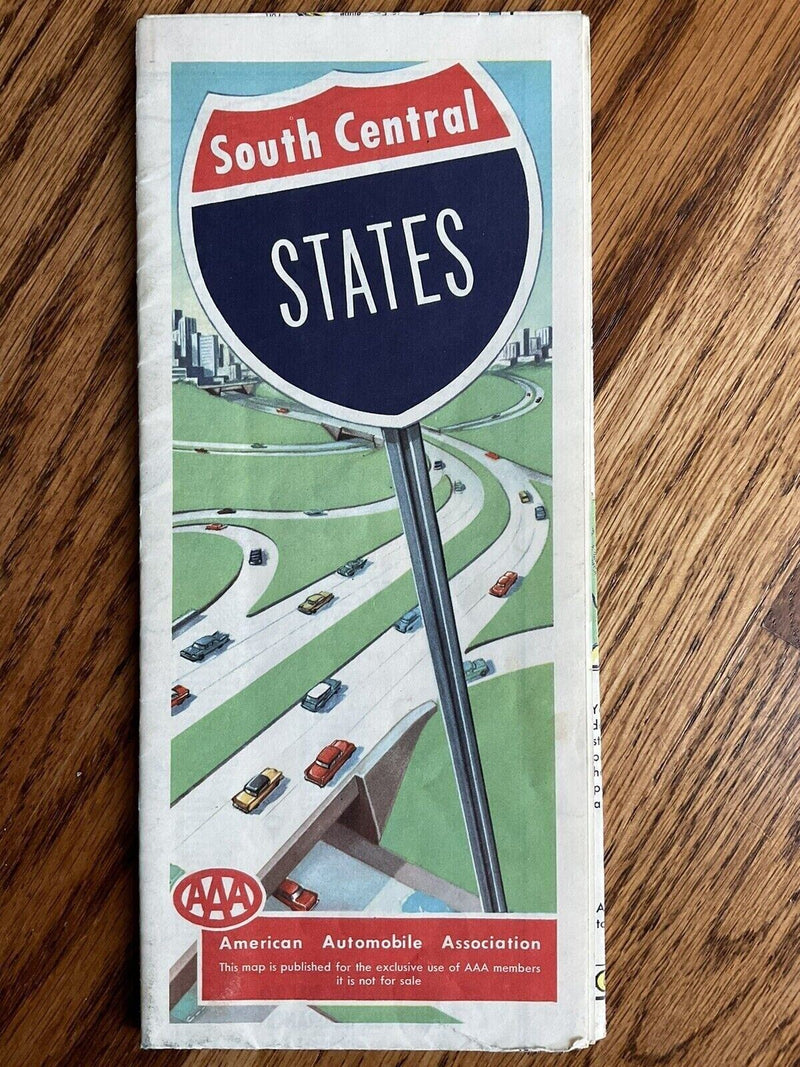 South Central
STATES
AAA
American Automobile Association
This map is published for the exclusive use of AAA members
it is not for sale